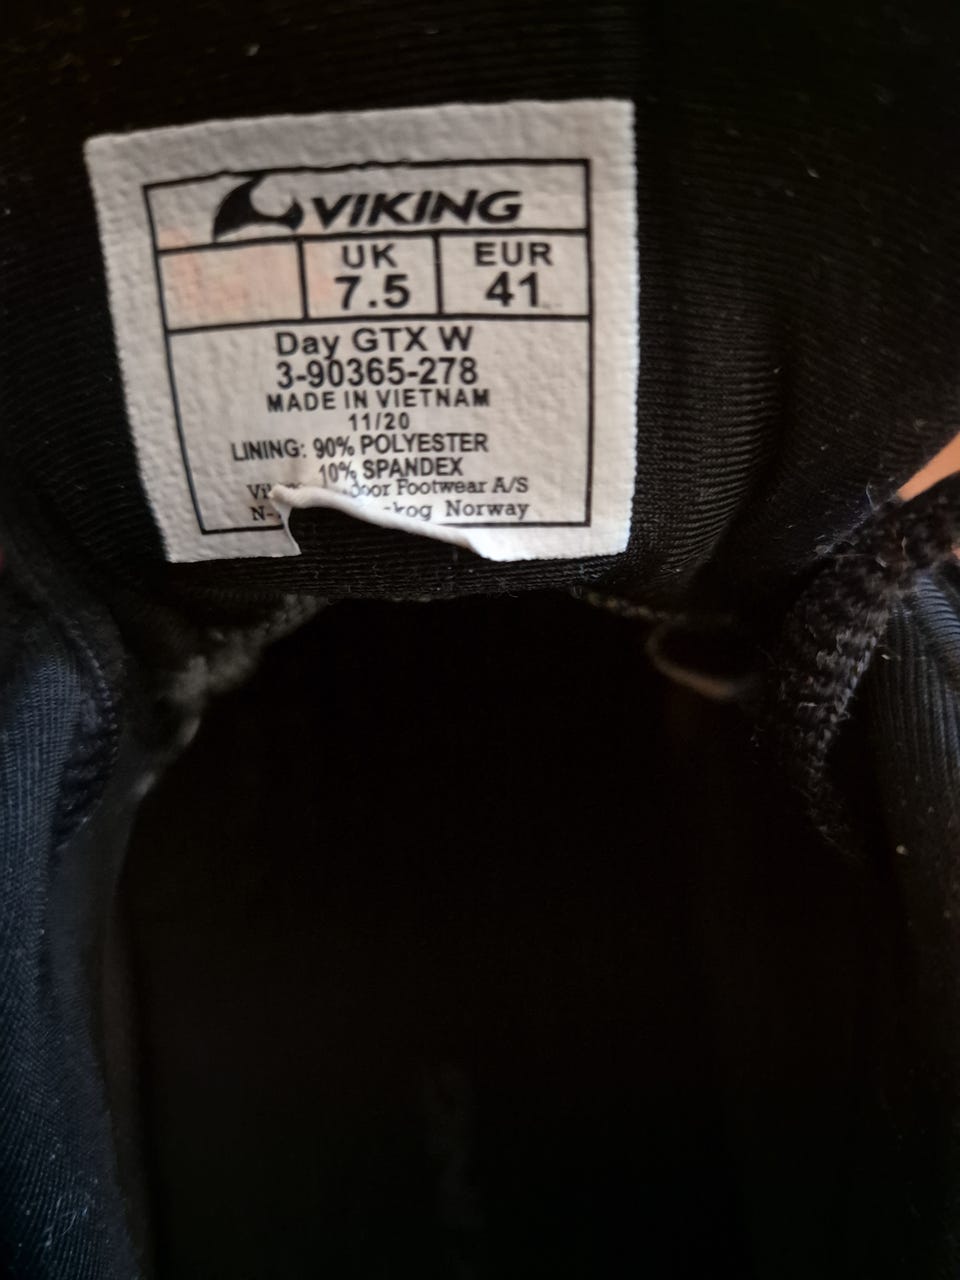 VIKING
UK EUR
7.5 41
Day GTX W
3-90365-278
MADE IN VIETNAM
11/20
LINING: 90% POLYESTER
10% SPANDEX
Footwear A/S
Norway